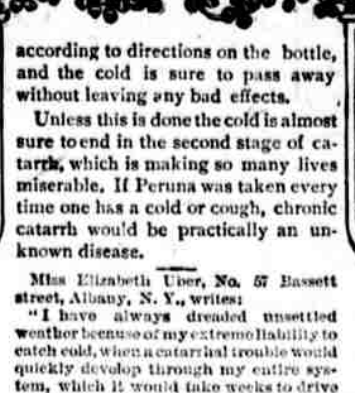 according to directions on the bottle,
and the cold is sure to pass away
without leaving any bad effects.
Unless this is done the cold is almost
sure to end in the second stage of ca-
tarrh, which is making so many lives
miserable. If Peruna was taken every
time one has a cold or cough, chronic
catarrh would be practically an un-
known disease.
Miss Elizabeth Uber, No. 57 Bassett
street, Albany, N. Y., writes:
"I have always dreaded unsettled
weather because of my extreme liability to
catch cold, when a catarrhal trouble would
quickly develop through my entire sys-
tem, which it would take weeks to drive